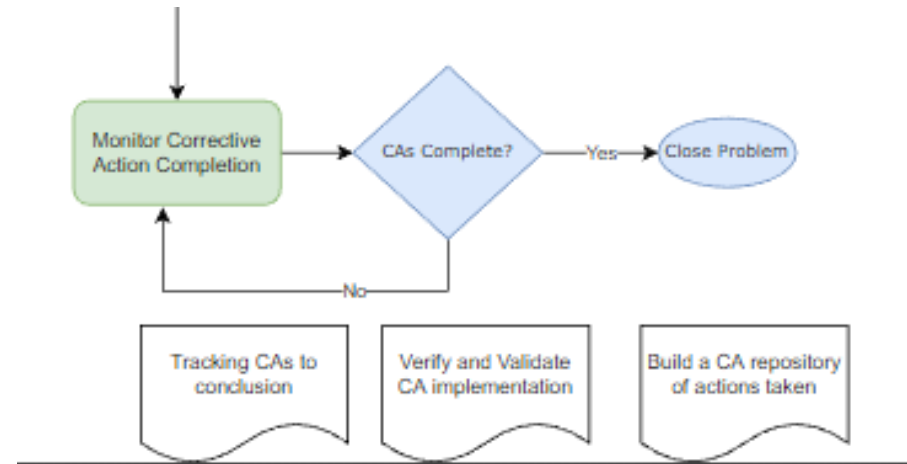 Monitor Corrective
Action Completion
CAs Complete?
Yes
Close Problem
No
Tracking CAs to
conclusion
Verify and Validate
CA implementation
Build a CA repository
of actions taken